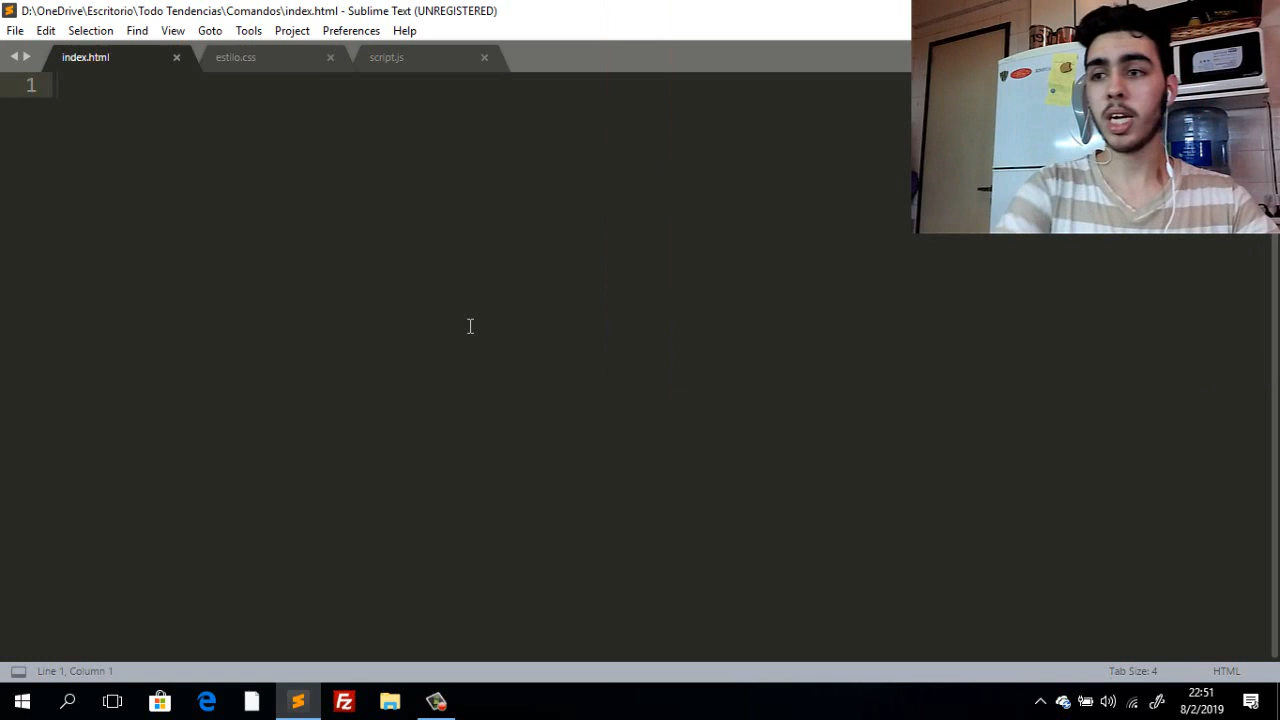 D:\OneDrive\Escritorio\Todo Tendencias\Comandos\index.html - Sublime Text (UNREGISTERED)
File Edit Selection Find View Goto Tools Project Preferences Help
index.html estilo.css script.js
1
Line 1, Column 1
Tab Size: 4 HTML
22:51
8/2/2019